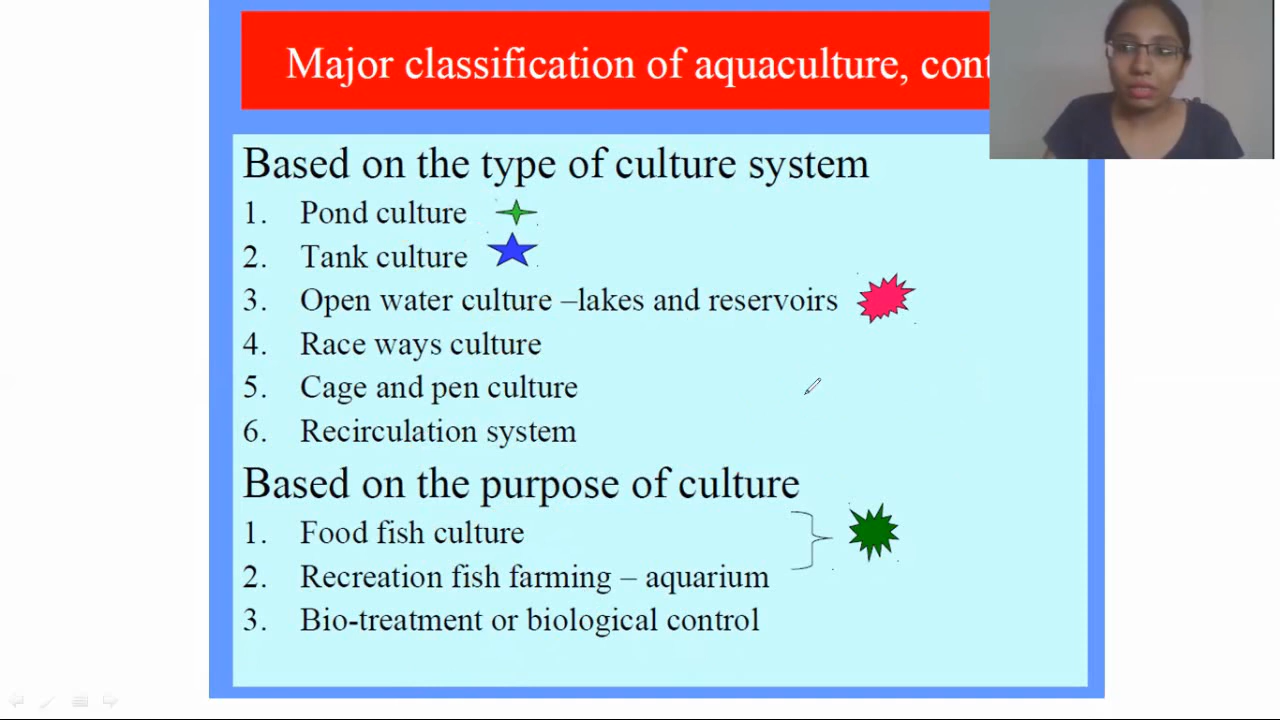 Major classification of aquaculture, cont
Based on the type of culture system
1. Pond culture
2. Tank culture
3. Open water culture –lakes and reservoirs
4. Race ways culture
5. Cage and pen culture
6. Recirculation system
Based on the purpose of culture
1. Food fish culture
2. Recreation fish farming – aquarium
3. Bio-treatment or biological control